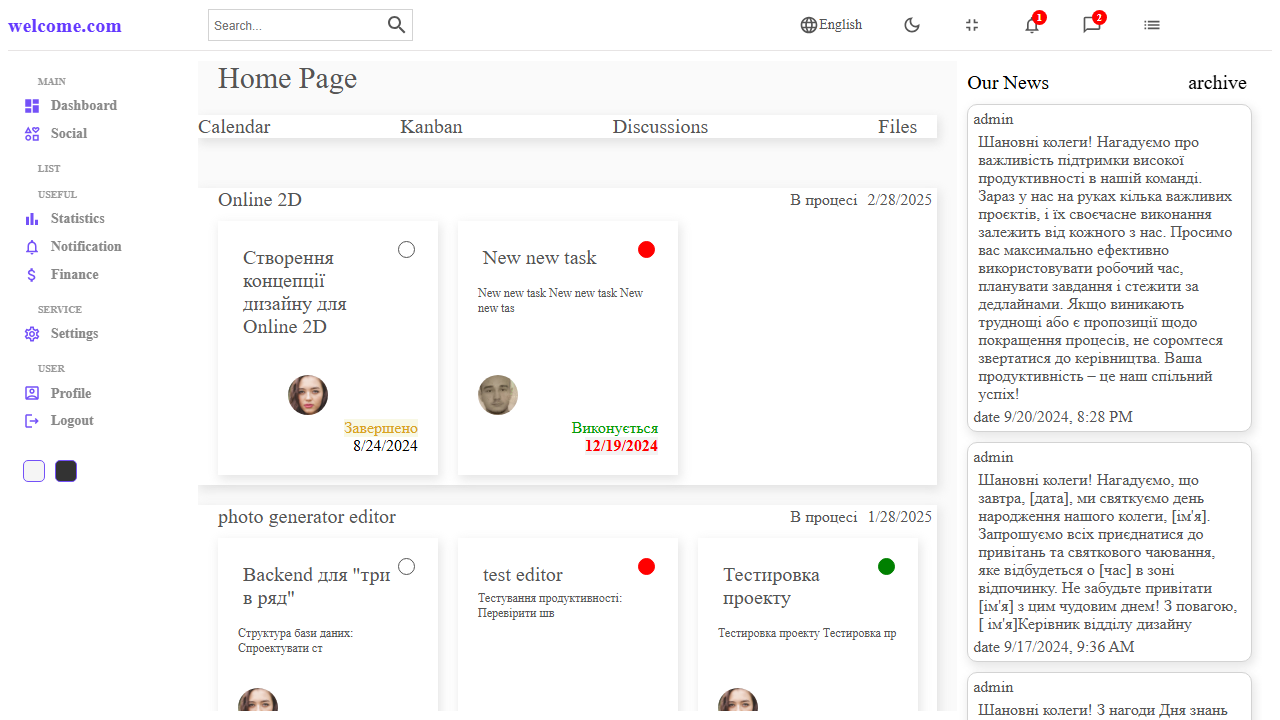 welcome.com
Search...
English
1
2
MAIN
Dashboard
Social
LIST
USEFUL
Statistics
Notification
Finance
SERVICE
Settings
USER
Profile
Logout
Home Page
Calendar
Kanban
Discussions
Files
Online 2D
В процесі 2/28/2025
Створення
концепції
дизайну для
Online 2D
Завершено
8/24/2024
New new task
New new task New new task New
new tas
Виконується
12/19/2024
photo generator editor
В процесі 1/28/2025
Backend для "три
в ряд"
Структура бази даних:
Спроектувати ст
test editor
Тестування продуктивності:
Перевірити шв
Тестировка
проекту
Тестировка проекту Тестировка пр
Our News
archive
admin
Шановні колеги! Нагадуємо про
важливість підтримки високої
продуктивності в нашій команді.
Зараз у нас на руках кілька важливих
проєктів, і їх своєчасне виконання
залежить від кожного з нас. Просимо
вас максимально ефективно
використовувати робочий час,
планувати завдання і стежити за
дедлайнами. Якщо виникають
труднощі або є пропозиції щодо
покращення процесів, не соромтеся
звертатися до керівництва. Ваша
продуктивність – це наш спільний
успіх!
date 9/20/2024, 8:28 PM
admin
Шановні колеги! Нагадуємо, що
завтра, [дата], ми святкуємо день
народження нашого колеги, [ім'я].
Запрошуємо всіх приєднатися до
привітань та святкового чаювання,
яке відбудеться о [час] в зоні
відпочинку. Не забудьте привітати
[ім'я] з цим чудовим днем! З повагою,
[ ім'я]Керівник відділу дизайну
date 9/17/2024, 9:36 AM
admin
Шановні колеги! З нагоди Дня знань